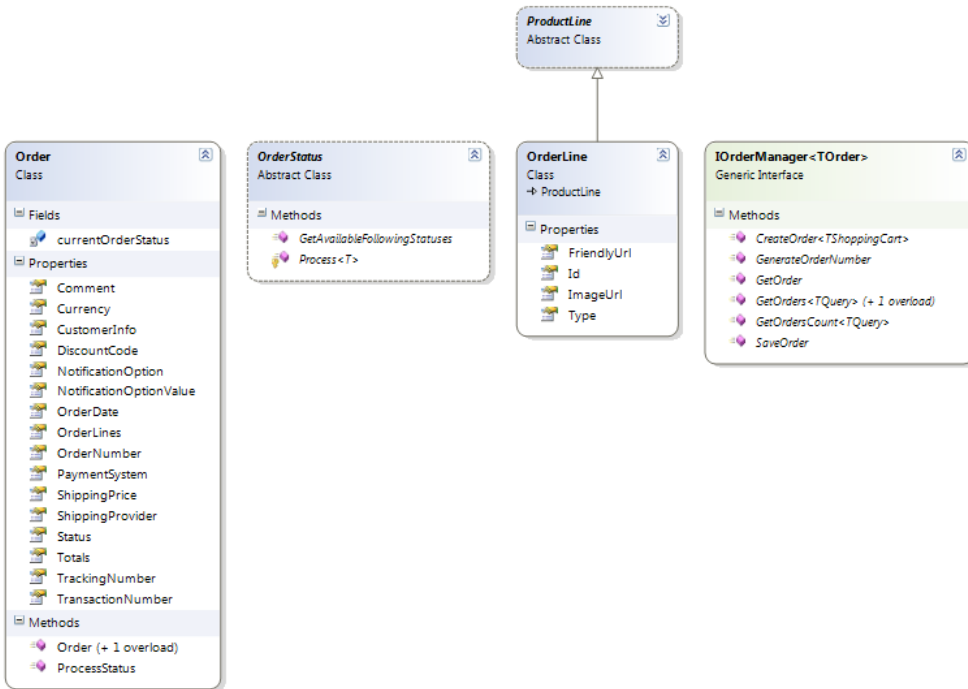 ProductLine
Abstract Class
Order
Class
Fields
currentOrderStatus
Properties
Comment
Currency
CustomerInfo
DiscountCode
NotificationOption
NotificationOptionValue
OrderDate
OrderLines
OrderNumber
PaymentSystem
ShippingPrice
ShippingProvider
Status
Totals
TrackingNumber
TransactionNumber
Methods
Order (+ 1 overload)
ProcessStatus
OrderStatus
Abstract Class
Methods
GetAvailableFollowingStatuses
Process<T>
OrderLine
Class
ProductLine
Properties
FriendlyUrl
Id
ImageUrl
Type
IOrderManager<TOrder>
Generic Interface
Methods
CreateOrder<TShoppingCart>
GenerateOrderNumber
GetOrder
GetOrders<TQuery> (+ 1 overload)
GetOrdersCount<TQuery>
SaveOrder